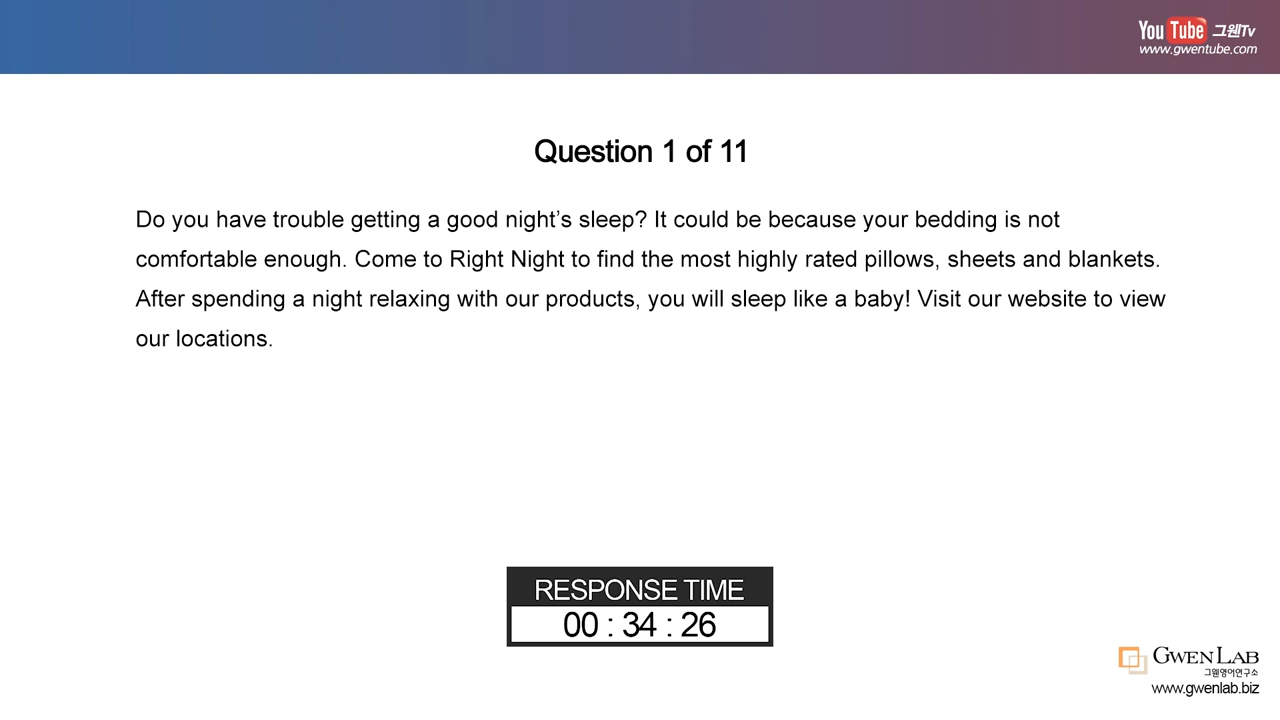 You Tube 그웬Tv
www.gwentube.com
Question 1 of 11
Do you have trouble getting a good night’s sleep? It could be because your bedding is not
comfortable enough. Come to Right Night to find the most highly rated pillows, sheets and blankets.
After spending a night relaxing with our products, you will sleep like a baby! Visit our website to view
our locations.
RESPONSE TIME
00 : 34 : 26
GWEN LAB
그웬영어연구소
www.gwenlab.biz